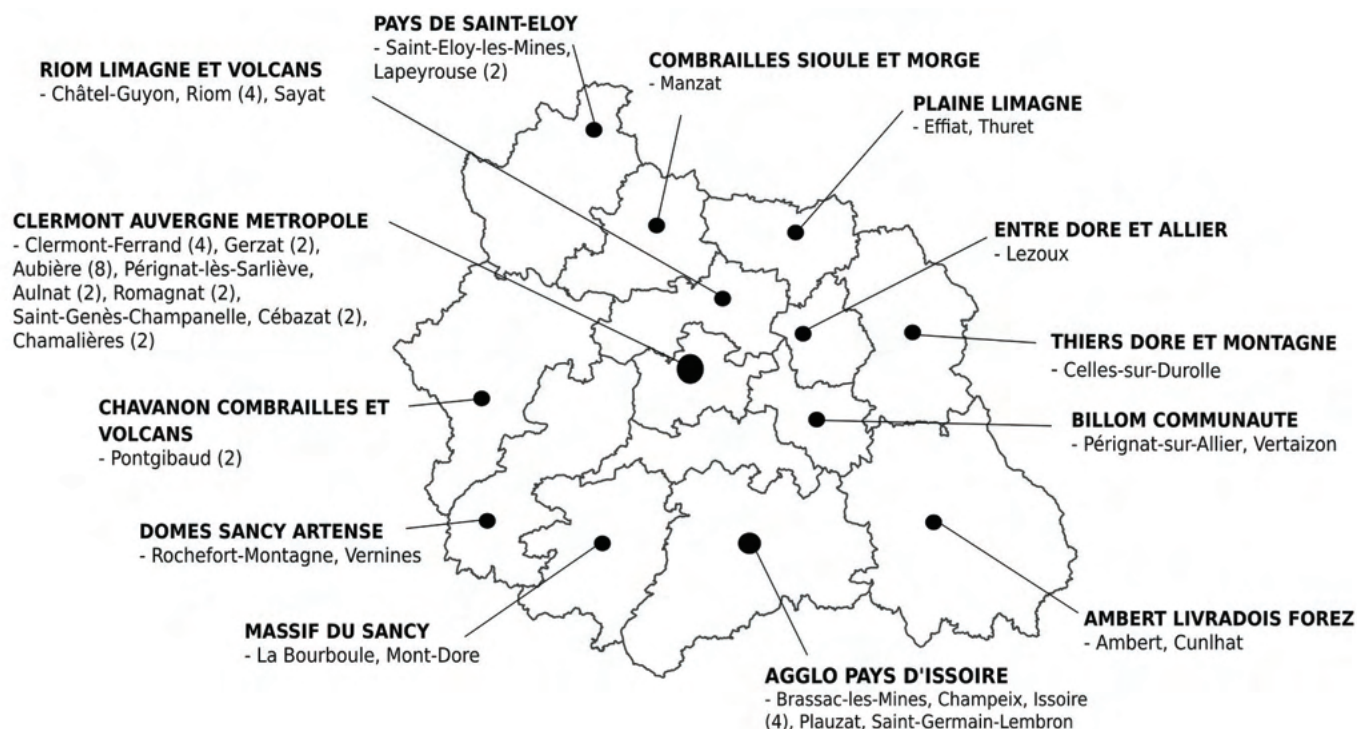 PAYS DE SAINT-ELOY
- Saint-Eloy-les-Mines,
Lapeyrouse (2)
RIOM LIMAGNE ET VOLCANS
- Châtel-Guyon, Riom (4), Sayat
COMBRAILLES SIOULE ET MORGE
- Manzat
PLAINE LIMAGNE
- Effiat, Thuret
CLERMONT AUVERGNE METROPOLE
- Clermont-Ferrand (4), Gerzat (2),
Aubière (8), Pérignat-lès-Sarliève,
Aulnat (2), Romagnat (2),
Saint-Genès-Champanelle, Cébazat (2),
Chamalières (2)
ENTRE DORE ET ALLIER
- Lezoux
THIERS DORE ET MONTAGNE
- Celles-sur-Durolle
CHAVANON COMBRAILLES ET
VOLCANS
- Pontgibaud (2)
BILLOM COMMUNAUTE
- Pérignat-sur-Allier, Vertaizon
DOMES SANCY ARTENSE
- Rochefort-Montagne, Vernines
MASSIF DU SANCY
- La Bourboule, Mont-Dore
AMBERT LIVRADOIS FOREZ
- Ambert, Cunlhat
AGGLO PAYS D'ISSOIRE
- Brassac-les-Mines, Champeix, Issoire
(4), Plauzat, Saint-Germain-Lembron